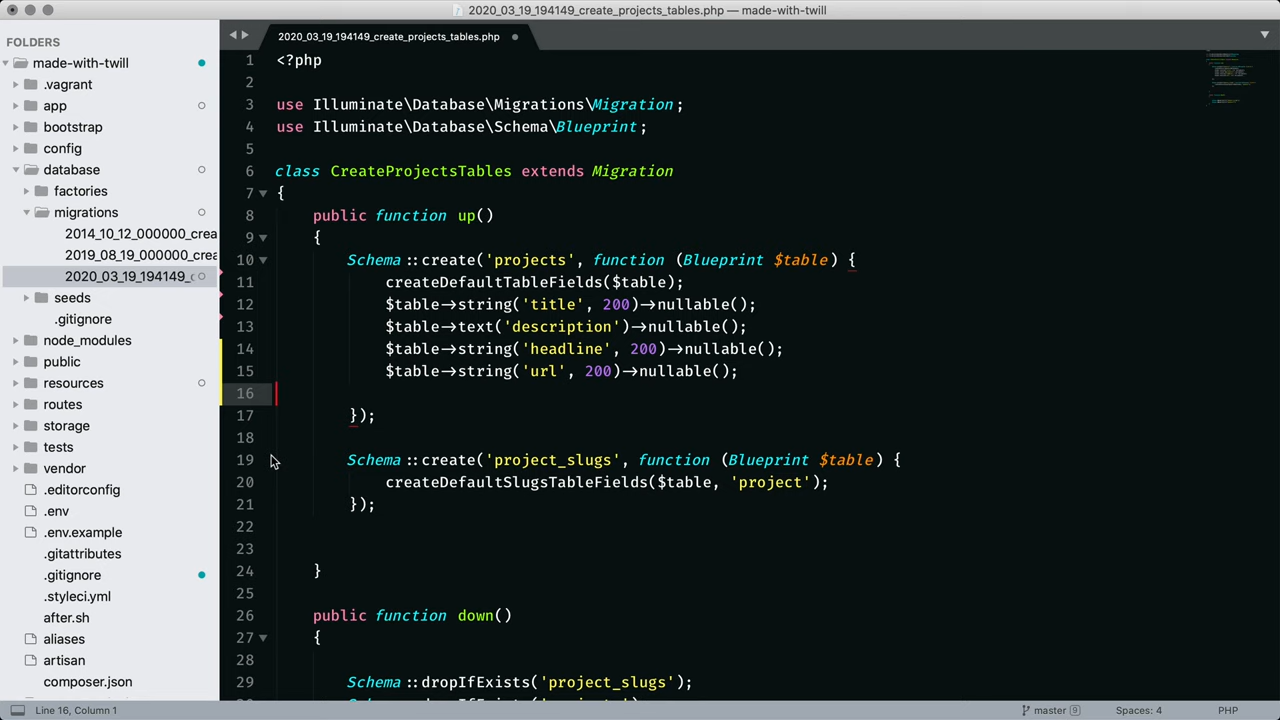 2020_03_19_194149_create_projects_tables.php — made-with-twill
FOLDERS
made-with-twill
.vagrant
app
bootstrap
config
database
factories
migrations
2014_10_12_000000_crea
2019_08_19_000000_crea
2020_03_19_194149_c
seeds
.gitignore
node_modules
public
resources
routes
storage
tests
vendor
.editorconfig
.env
.env.example
.gitattributes
.gitignore
.styleci.yml
after.sh
aliases
artisan
composer.json
2020_03_19_194149_create_projects_tables.php
1 <?php
2
3 use Illuminate\Database\Migrations\Migration;
4 use Illuminate\Database\Schema\Blueprint;
5
6 class CreateProjectsTables extends Migration
7 {
8 public function up()
9 {
10 Schema::create('projects', function (Blueprint $table) {
11 createDefaultTableFields($table);
12 $table->string('title', 200)->nullable();
13 $table->text('description')->nullable();
14 $table->string('headline', 200)->nullable();
15 $table->string('url', 200)->nullable();
16
17 });
18
19 Schema::create('project_slugs', function (Blueprint $table) {
20 createDefaultSlugsTableFields($table, 'project');
21 });
22
23
24 }
25
26 public function down()
27 {
28
29 Schema::dropIfExists('project_slugs');
Line 16, Column 1
master 9
Spaces: 4
PHP